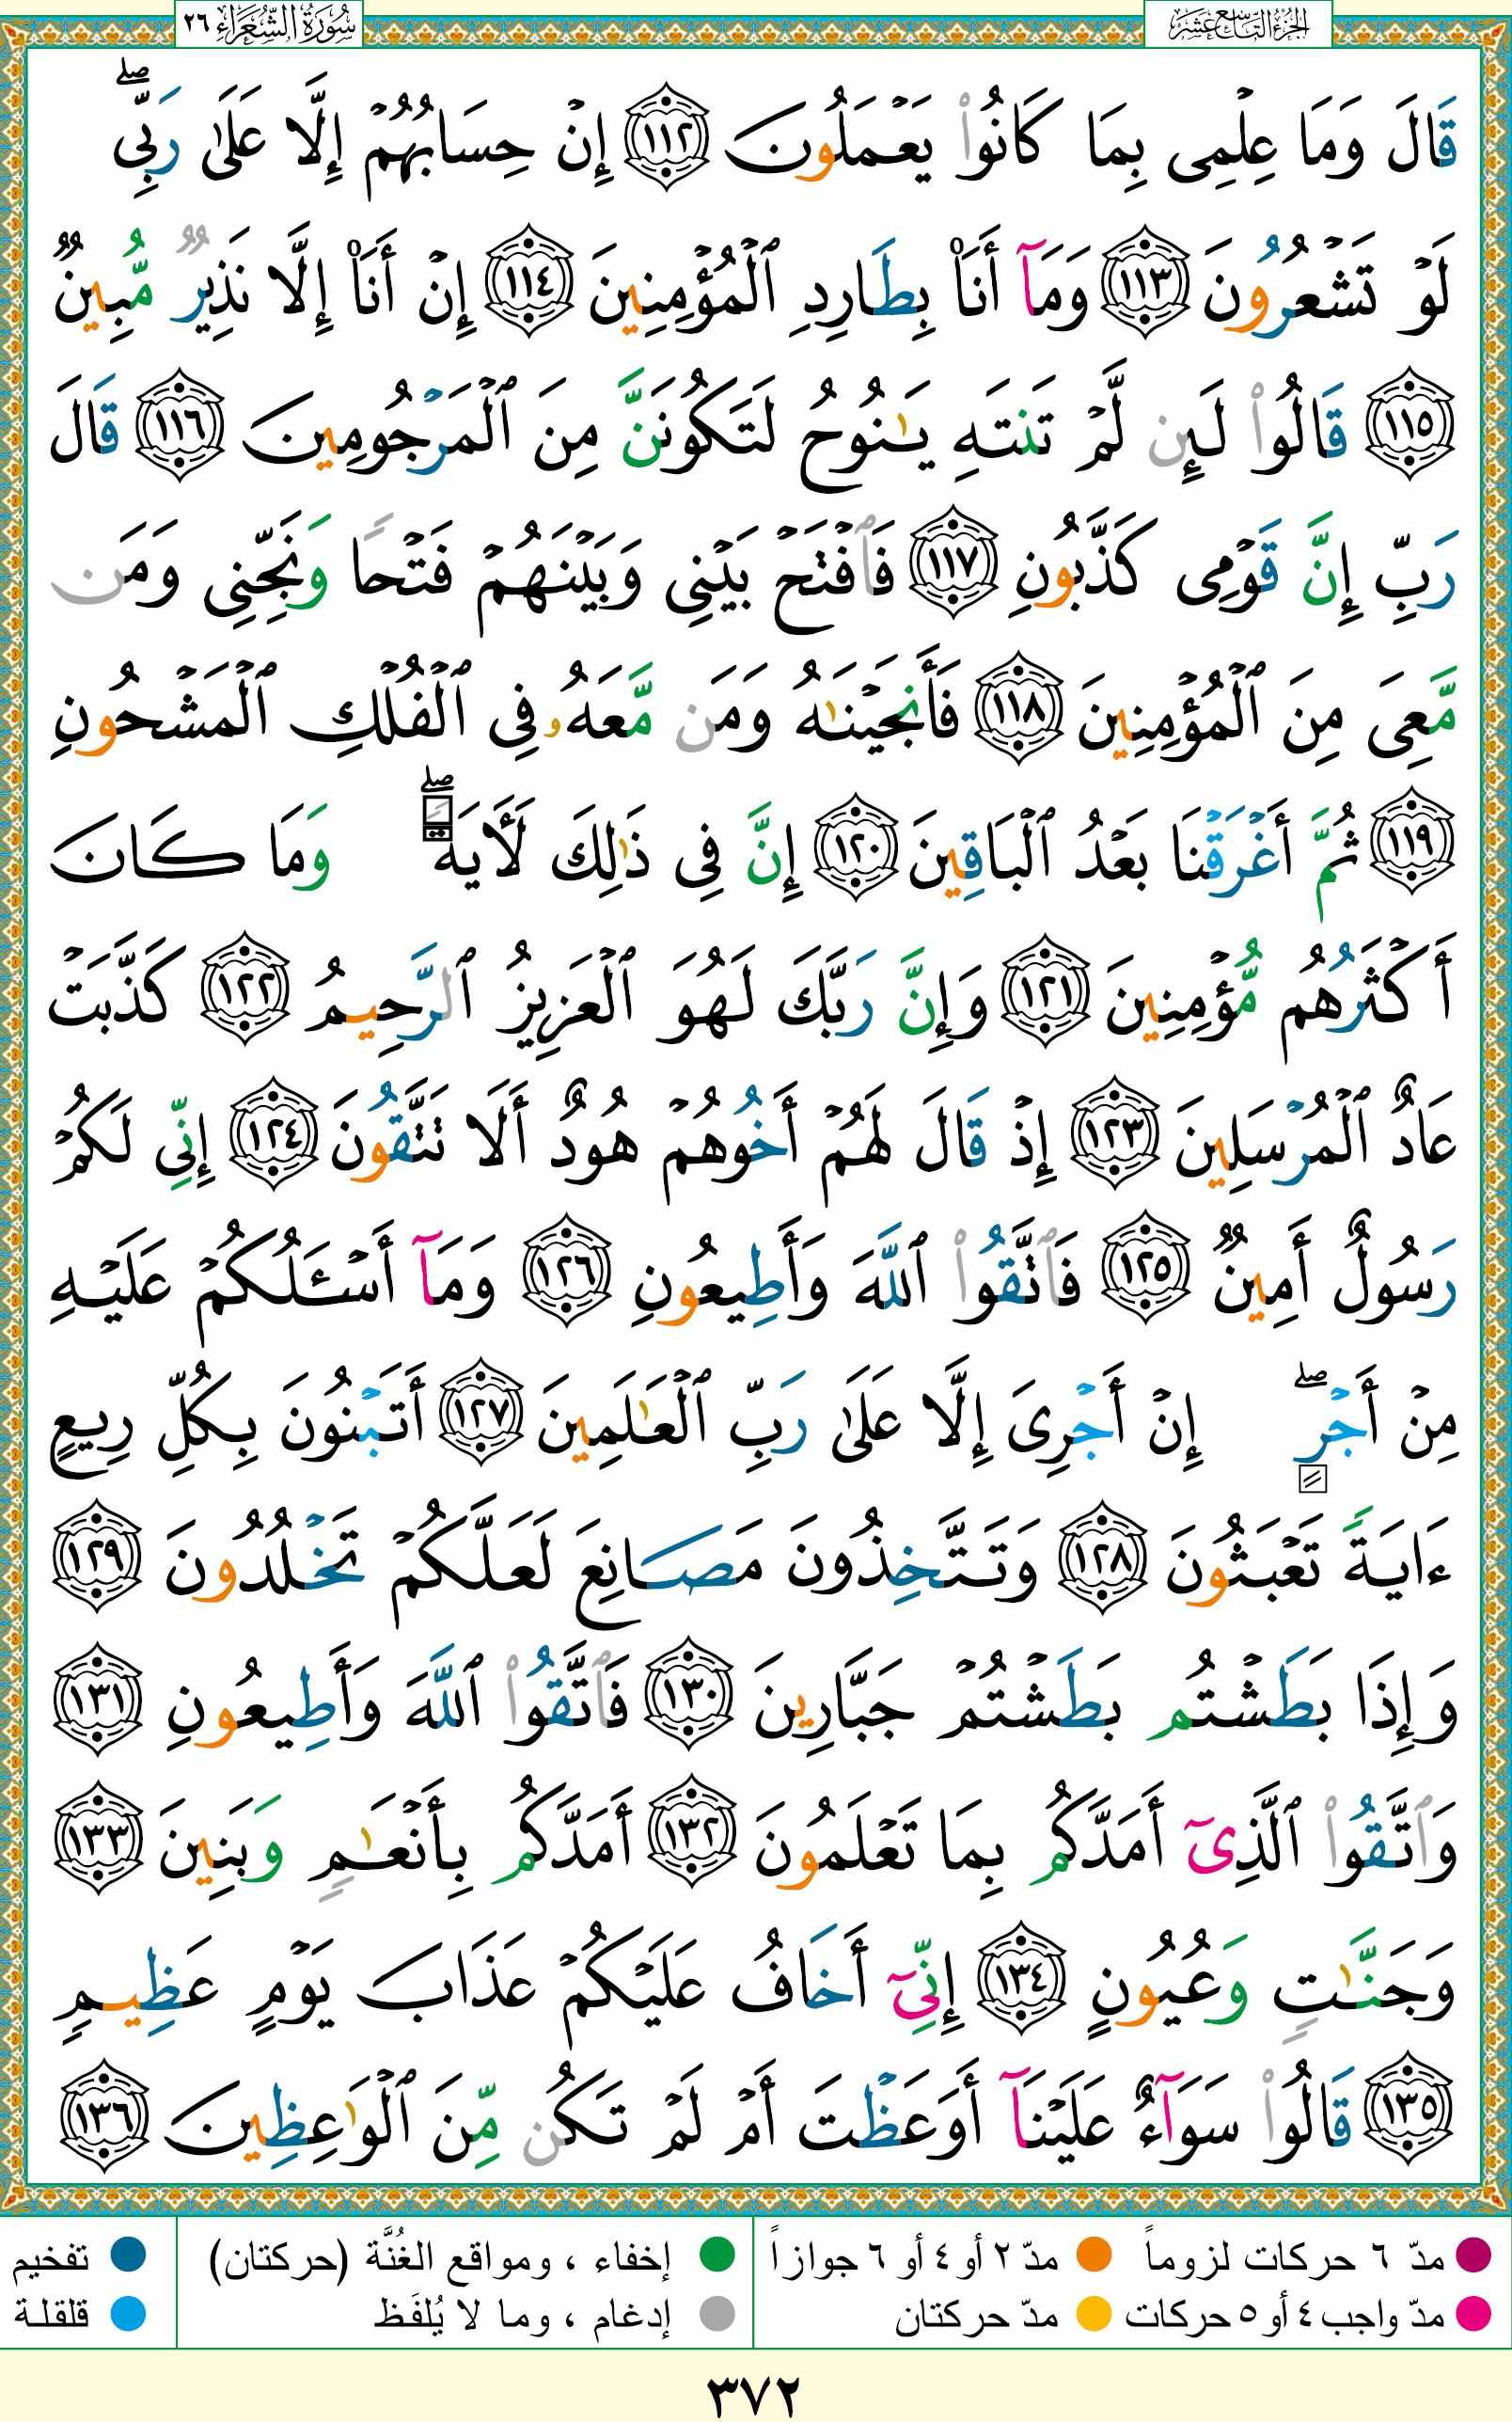 سُورَةُ الشُّعَرَاءِ ٢٦
الجزء التاسع عشر
قَالَ وَمَا عِلْمِى بِمَا كَانُوا۟ يَعْمَلُونَ ١١٢ إِنْ حِسَابُهُمْ إِلَّا عَلَىٰ رَبِّى ۖ
لَوْ تَشْعُرُونَ ١١٣ وَمَآ أَنَا۠ بِطَارِدِ ٱلْمُؤْمِنِينَ ١١٤ إِنْ أَنَا۠ إِلَّا نَذِيرٌ مُّبِينٌ
١١٥ قَالُوا۟ لَئِن لَّمْ تَنتَهِ يَـٰنُوحُ لَتَكُونَنَّ مِنَ ٱلْمَرْجُومِينَ ١١٦ قَالَ
رَبِّ إِنَّ قَوْمِى كَذَّبُونِ ١١٧ فَٱفْتَحْ بَيْنِى وَبَيْنَهُمْ فَتْحًا وَنَجِّنِى وَمَن
مَّعِىَ مِنَ ٱلْمُؤْمِنِينَ ١١٨ فَأَنجَيْنَـٰهُ وَمَن مَّعَهُۥ فِى ٱلْفُلْكِ ٱلْمَشْحُونِ
١١٩ ثُمَّ أَغْرَقْنَا بَعْدُ ٱلْبَاقِينَ ١٢٠ إِنَّ فِى ذَٰلِكَ لَـَٔايَةً ۖ وَمَا كَانَ
أَكْثَرُهُم مُّؤْمِنِينَ ١٢١ وَإِنَّ رَبَّكَ لَهُوَ ٱلْعَزِيزُ ٱلرَّحِيمُ ١٢٢ كَذَّبَتْ
عَادٌ ٱلْمُرْسَلِينَ ١٢٣ إِذْ قَالَ لَهُمْ أَخُوهُمْ هُودٌ أَلَا تَتَّقُونَ ١٢٤ إِنِّى لَكُمْ
رَسُولٌ أَمِينٌ ١٢٥ فَٱتَّقُوا۟ ٱللَّهَ وَأَطِيعُونِ ١٢٦ وَمَآ أَسْـَٔلُكُمْ عَلَيْهِ
مِنْ أَجْرٍ ۖ إِنْ أَجْرِىَ إِلَّا عَلَىٰ رَبِّ ٱلْعَـٰلَمِينَ ١٢٧ أَتَبْنُونَ بِكُلِّ رِيعٍ
ءَايَةً تَعْبَثُونَ ١٢٨ وَتَتَّخِذُونَ مَصَانِعَ لَعَلَّكُمْ تَخْلُدُونَ ١٢٩
وَإِذَا بَطَشْتُم بَطَشْتُمْ جَبَّارِينَ ١٣٠ فَٱتَّقُوا۟ ٱللَّهَ وَأَطِيعُونِ ١٣١
وَٱتَّقُوا۟ ٱلَّذِىٓ أَمَدَّكُم بِمَا تَعْلَمُونَ ١٣٢ أَمَدَّكُم بِأَنْعَـٰمٍ وَبَنِينَ ١٣٣
وَجَنَّـٰتٍ وَعُيُونٍ ١٣٤ إِنِّىٓ أَخَافُ عَلَيْكُمْ عَذَابَ يَوْمٍ عَظِيمٍ
١٣٥ قَالُوا۟ سَوَآءٌ عَلَيْنَآ أَوَعَظْتَ أَمْ لَمْ تَكُن مِّنَ ٱلْوَٰعِظِينَ ١٣٦
مدّ ٦ حركات لزوماً
مدّ ٢ أو ٤ أو ٦ جوازاً
إخفاء ، ومواقع الغُنَّة (حركتان)
تفخيم
مدّ واجب ٤ أو ٥ حركات
مدّ حركتان
إدغام ، وما لا يُلفَظ
قلقلة
٣٧٢